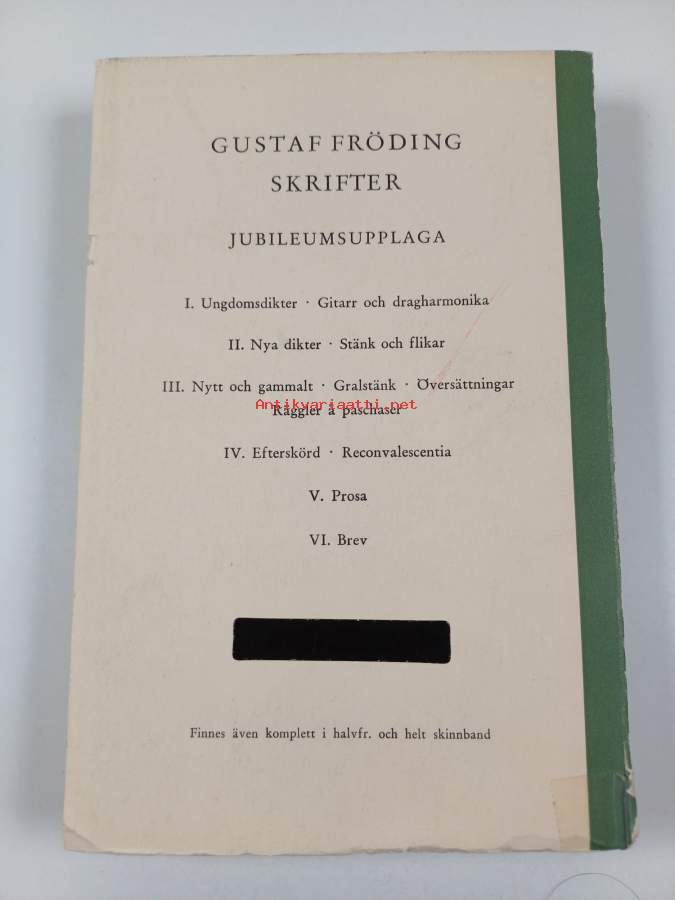 GUSTAF FRÖDING
SKRIFTER
JUBILEUMSUPPLAGA
I. Ungdomsdikter · Gitarr och dragharmonika
II. Nya dikter · Stänk och flikar
III. Nytt och gammalt · Gralstänk · Översättningar
Antikvariaatti.net
Räggler å paschaser
IV. Efterskörd · Reconvalescentia
V. Prosa
VI. Brev
Finnes även komplett i halvfr. och helt skinnband